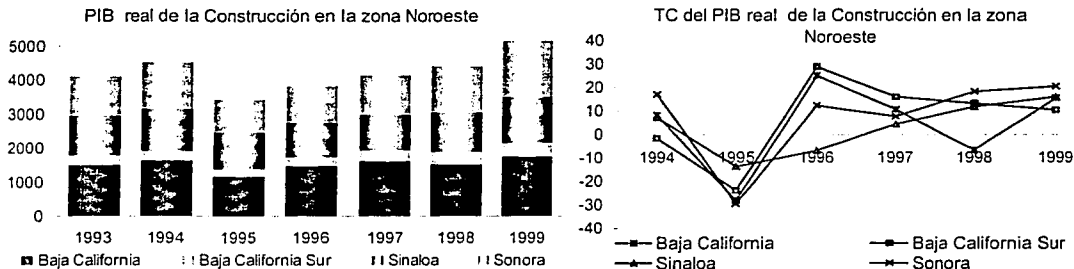 PIB real de la Construcción en la zona Noroeste
5000
4000
3000
2000
1000
0
1993 1994 1995 1996 1997 1998 1999
Baja California Baja California Sur Sinaloa Sonora
TC del PIB real de la Construcción en la zona
Noroeste
40
30
20
10
0
-10
-20
-30
-40
1994 1995 1996 1997 1998 1999
Baja California Baja California Sur
Sinaloa Sonora